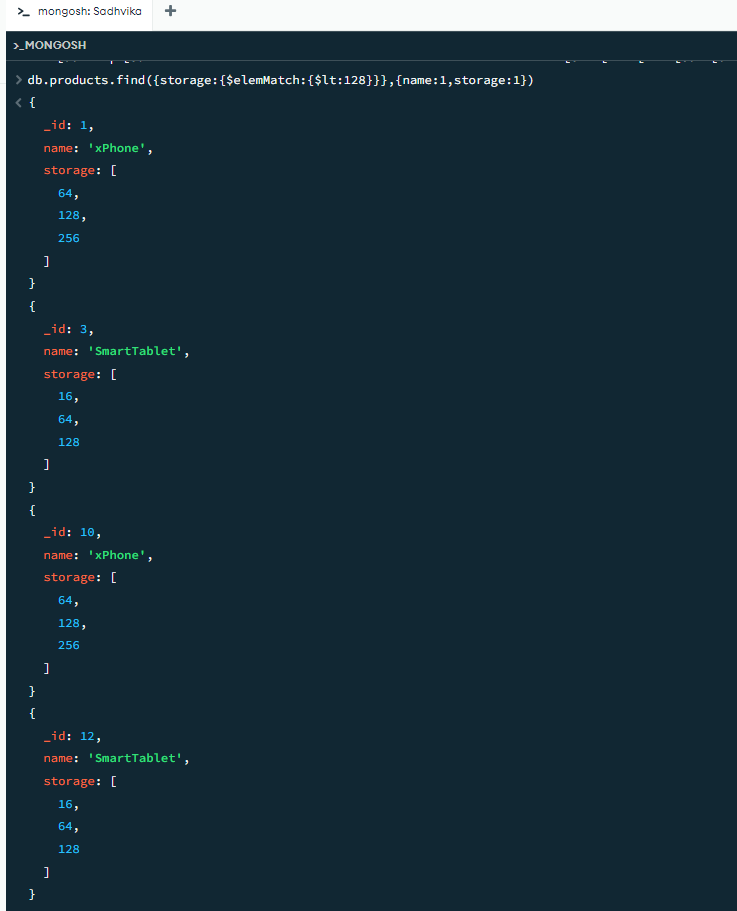 >_ mongosh: Sadhvika +
>_MONGOSH
> db.products.find({storage:{$elemMatch:{$lt:128}}},{name:1,storage:1})
< {
_id: 1,
name: 'xPhone',
storage: [
64,
128,
256
]
}
{
_id: 3,
name: 'SmartTablet',
storage: [
16,
64,
128
]
}
{
_id: 10,
name: 'xPhone',
storage: [
64,
128,
256
]
}
{
_id: 12,
name: 'SmartTablet',
storage: [
16,
64,
128
]
}